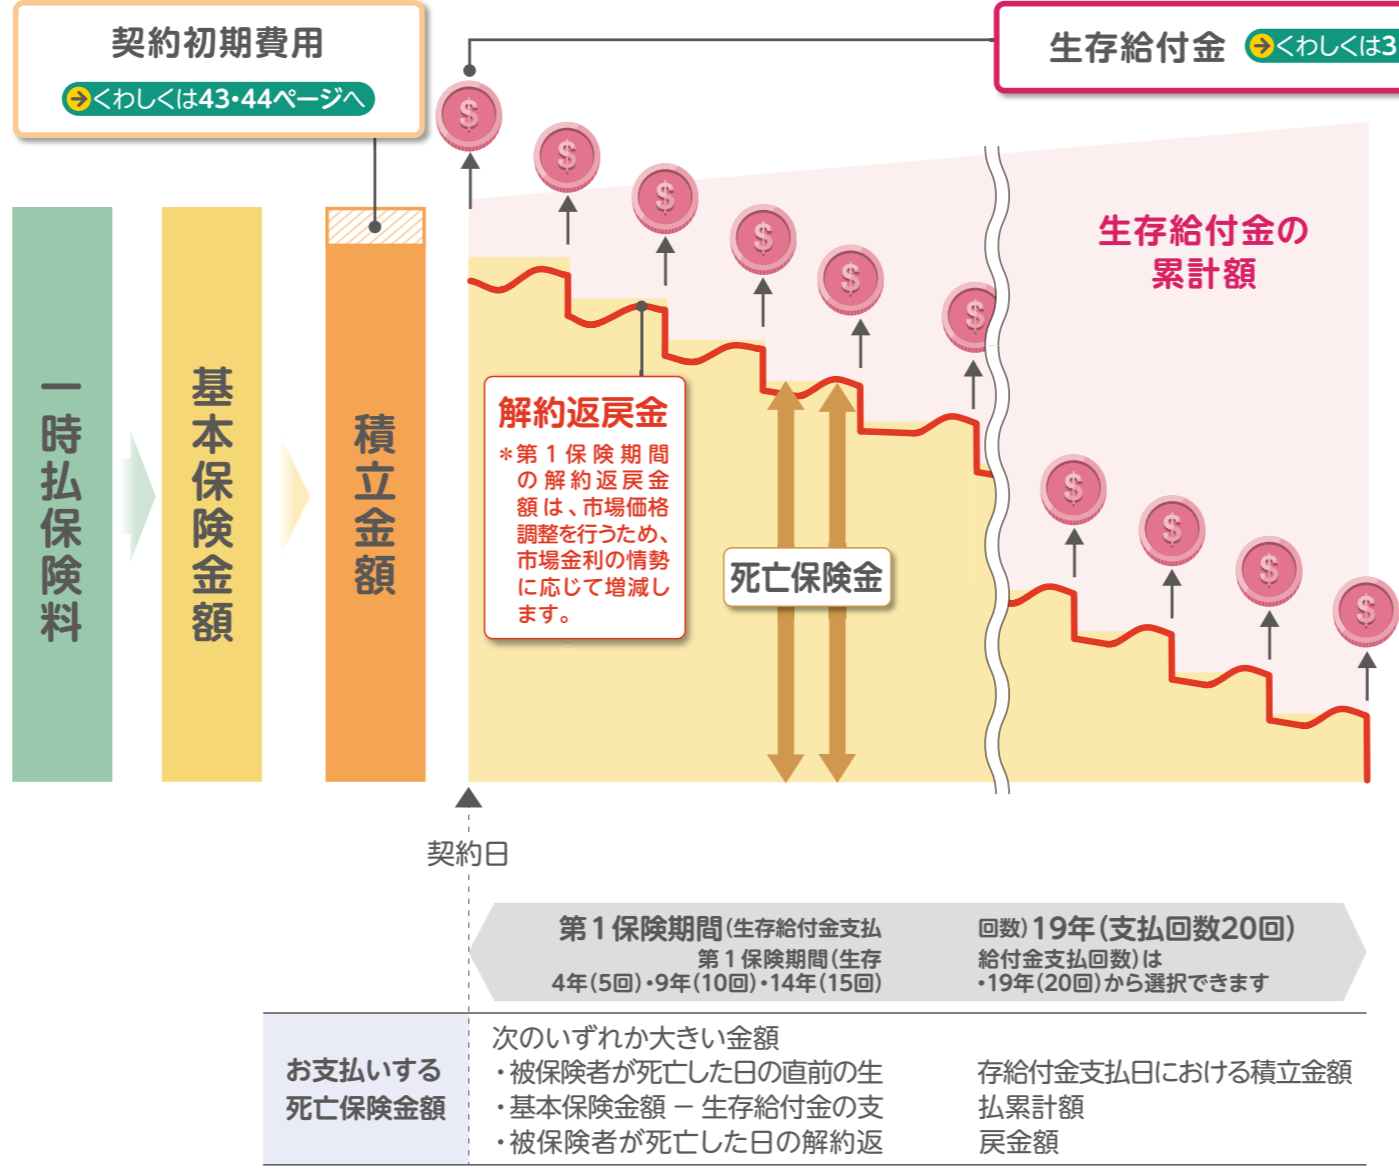 契約初期費用
くわしくは43・44ページへ
生存給付金
くわしくは3
$
$
$
$
$
$
生存給付金の
累計額
一時払保険料
基本保険金額
積立金額
解約返戻金
*第1保険期間
の解約返戻金
額は、市場価格
調整を行うため、
市場金利の情勢
に応じて増減し
ます。
死亡保険金
$
$
$
$
契約日
第1保険期間(生存給付金支払回数)19年(支払回数20回)
第1保険期間(生存給付金支払回数)は
4年(5回)・9年(10回)・14年(15回)・19年(20回)から選択できます
お支払いする
死亡保険金額
次のいずれか大きい金額
・被保険者が死亡した日の直前の生存給付金支払日における積立金額
・基本保険金額 － 生存給付金の支払累計額
・被保険者が死亡した日の解約返戻金額